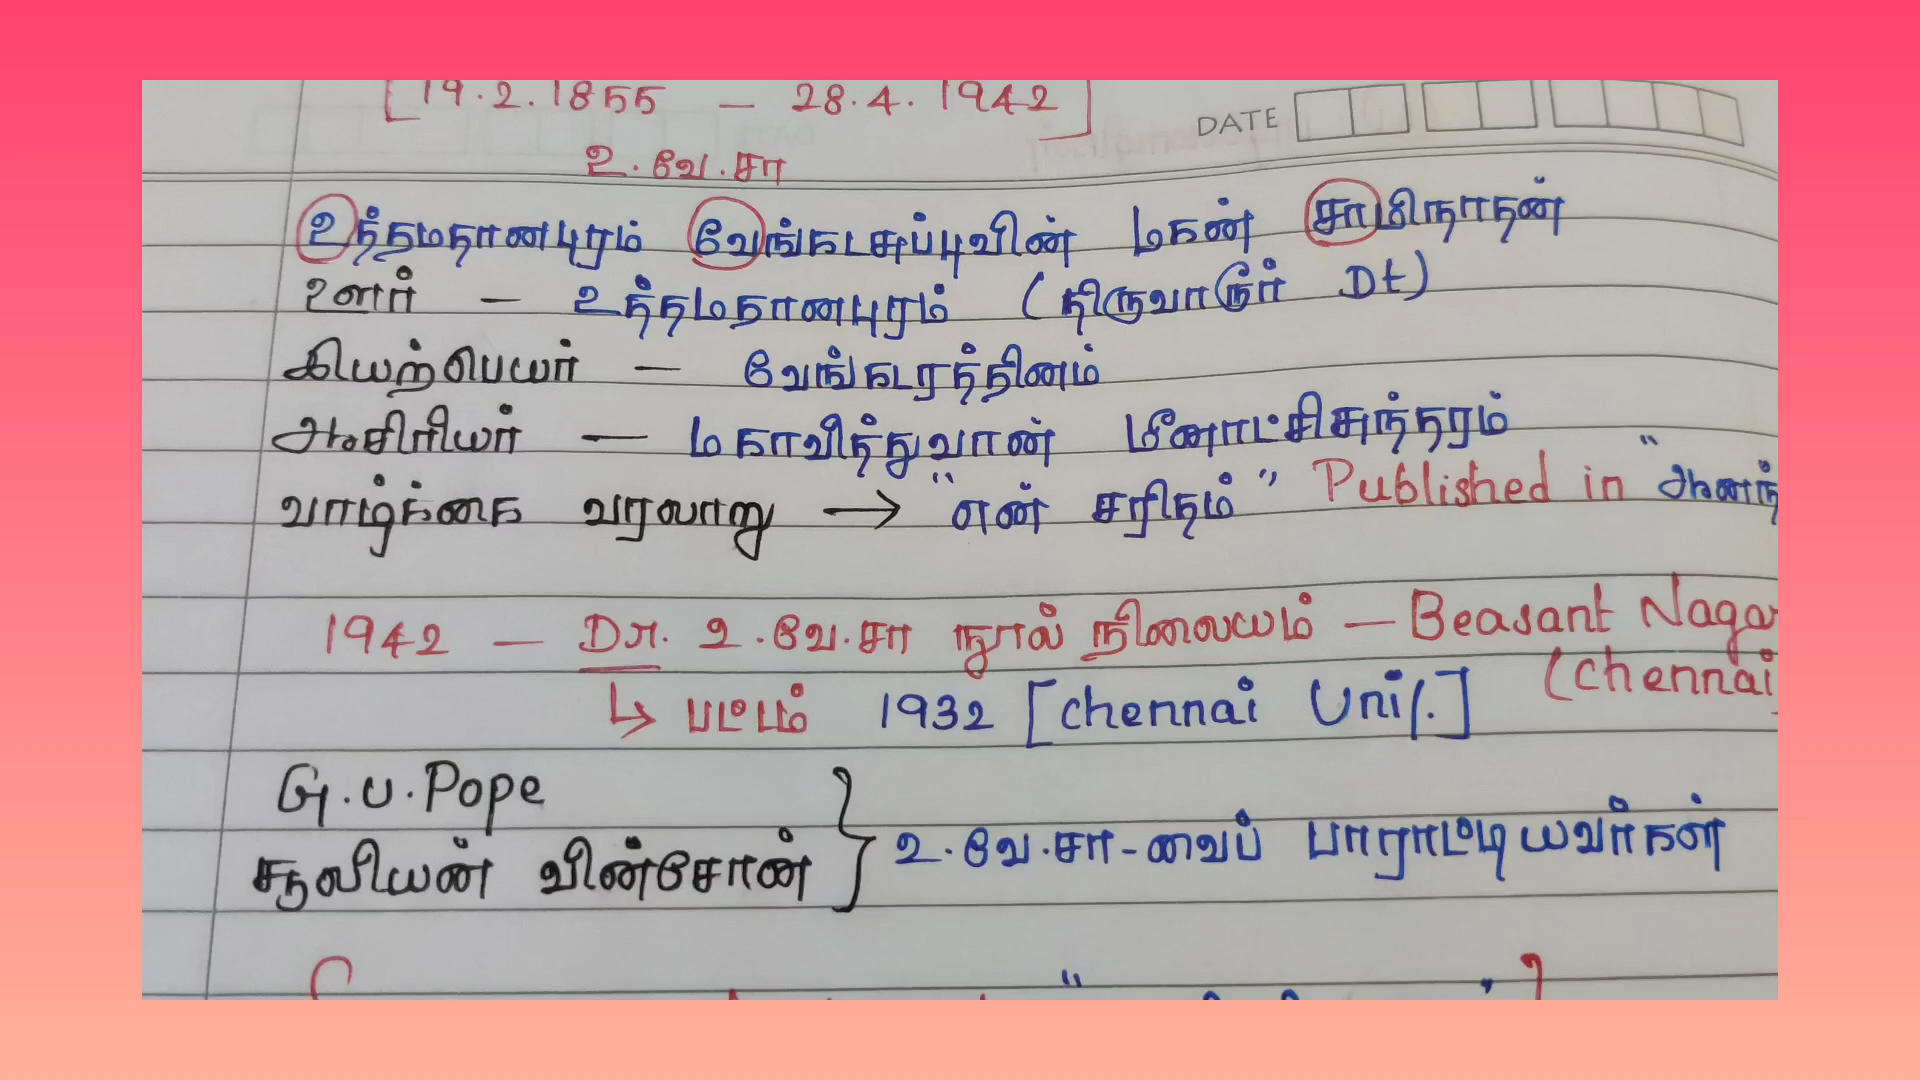 [19.2.1855 – 28.4.1942]
DATE
உ.வே.சா
உத்தமதானபுரம் வேங்கடசுப்புவின் மகன் சாமிநாதன்
ஊர் – உத்தமதானபுரம் (திருவாரூர் Dt)
இயற்பெயர் – வேங்கடரத்தினம்
ஆசிரியர் – மகாவித்துவான் மீனாட்சிசுந்தரம்
வாழ்க்கை வரலாறு → "என் சரிதம்" Published in "ஆனந்
1942 – Dr. உ.வே.சா நூல் நிலையம் – Beasant Nagar
(Chennai
↳ பட்டம் 1932 [Chennai Uni/.]
G.U.Pope
சூலியன் வின்சோன் } உ.வே.சா-வைப் பாராட்டியவர்கள்